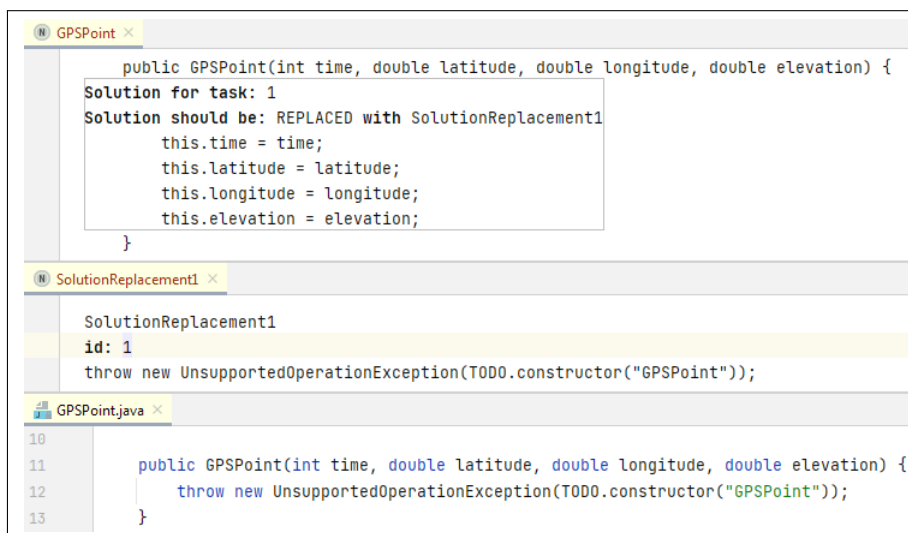 N GPSPoint ×
public GPSPoint(int time, double latitude, double longitude, double elevation) {
Solution for task: 1
Solution should be: REPLACED with SolutionReplacement1
this.time = time;
this.latitude = latitude;
this.longitude = longitude;
this.elevation = elevation;
}
N SolutionReplacement1 ×
SolutionReplacement1
id: 1
throw new UnsupportedOperationException(TODO.constructor("GPSPoint"));
J GPSPoint.java ×
10
11 public GPSPoint(int time, double latitude, double longitude, double elevation) {
12 throw new UnsupportedOperationException(TODO.constructor("GPSPoint"));
13 }